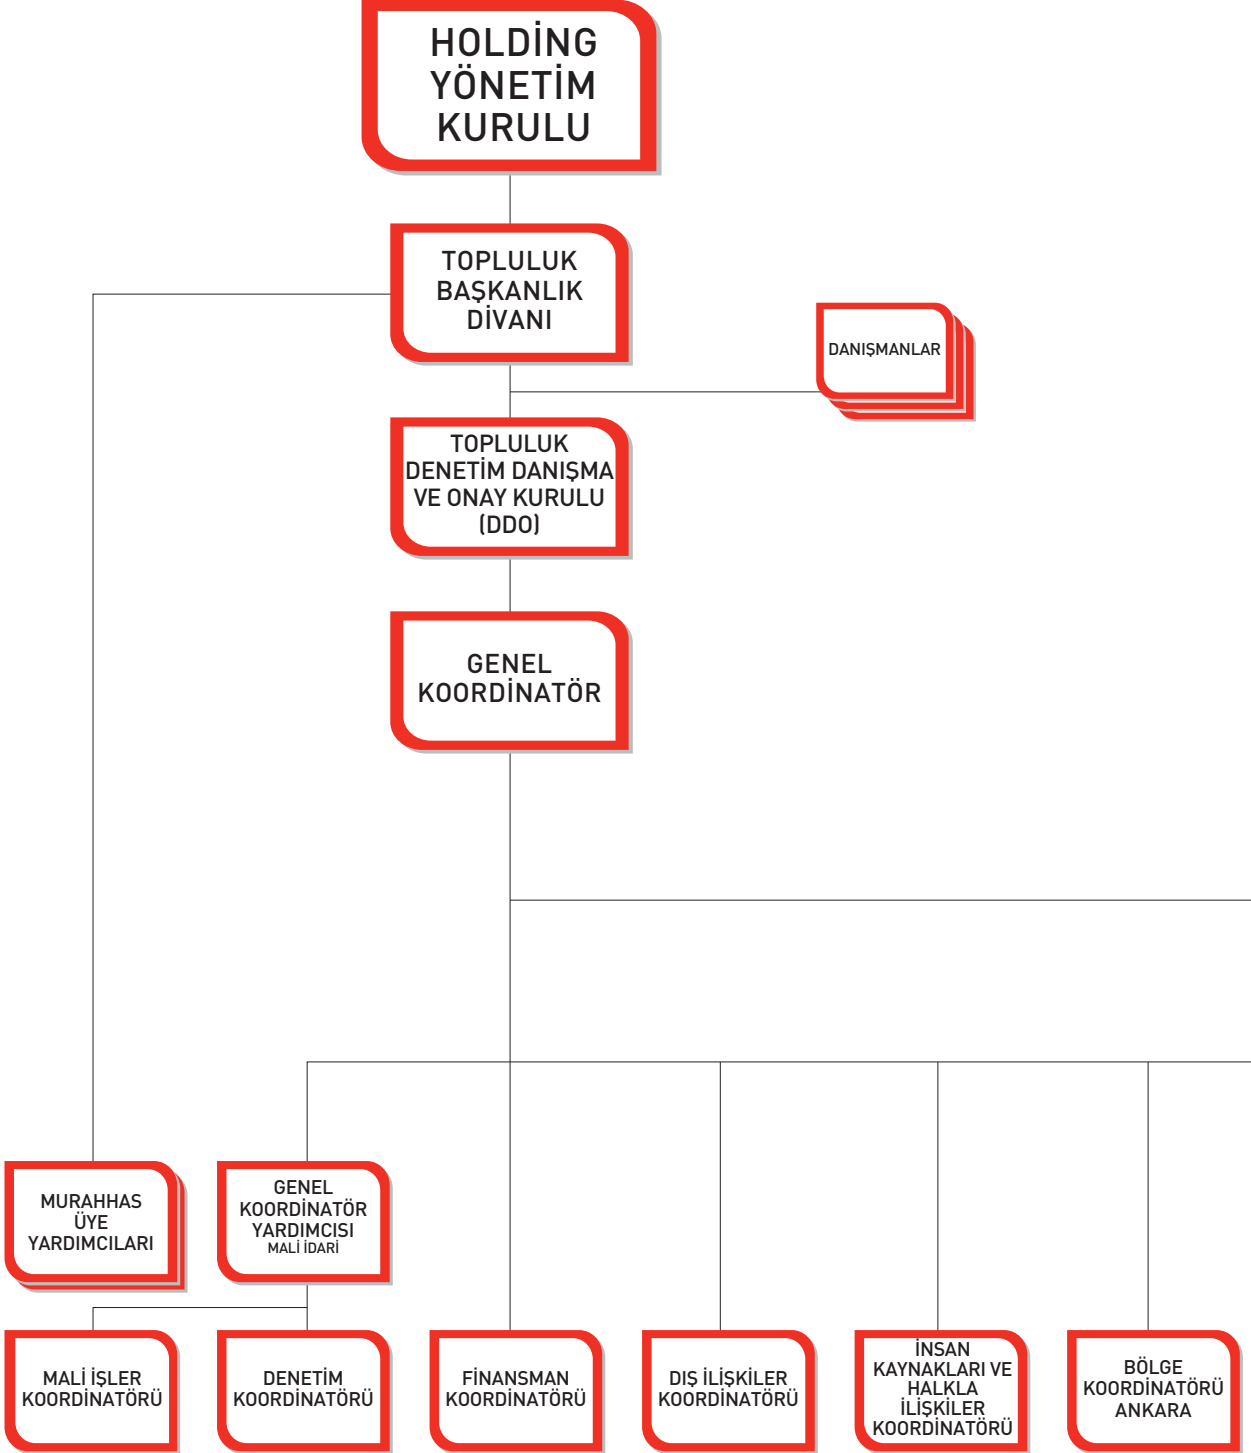 HOLDİNG
YÖNETİM
KURULU
TOPLULUK
BAŞKANLIK
DİVANI
DANIŞMANLAR
TOPLULUK
DENETİM DANIŞMA
VE ONAY KURULU
(DDO)
GENEL
KOORDİNATÖR
MURAHHAS
ÜYE
YARDIMCILARI
GENEL
KOORDİNATÖR
YARDIMCISI
MALİ İDARİ
MALİ İŞLER
KOORDİNATÖRÜ
DENETİM
KOORDİNATÖRÜ
FİNANSMAN
KOORDİNATÖRÜ
DIŞ İLİŞKİLER
KOORDİNATÖRÜ
İNSAN
KAYNAKLARI VE
HALKLA
İLİŞKİLER
KOORDİNATÖRÜ
BÖLGE
KOORDİNATÖRÜ
ANKARA